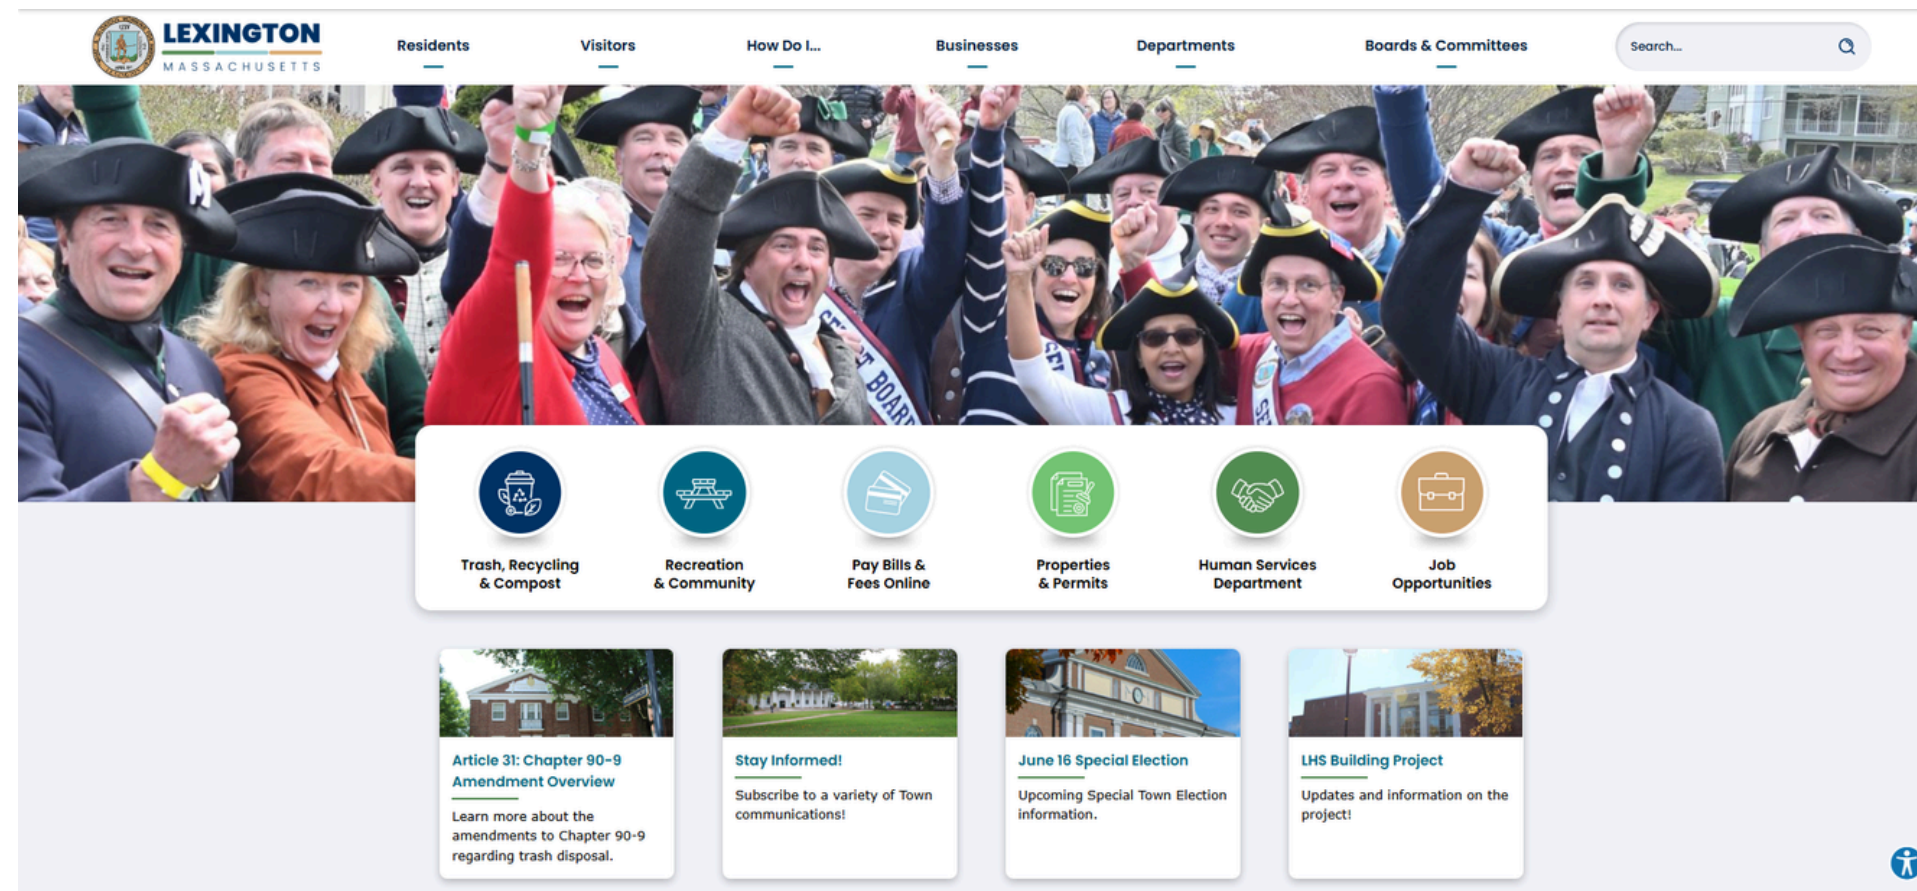 LEXINGTON
MASSACHUSETTS
Residents
Visitors
How Do I...
Businesses
Departments
Boards & Committees
Search...
SELECT BOARD
SE
Trash, Recycling
& Compost
Recreation
& Community
Pay Bills &
Fees Online
Properties
& Permits
Human Services
Department
Job
Opportunities
Article 31: Chapter 90-9
Amendment Overview
Learn more about the
amendments to Chapter 90-9
regarding trash disposal.
Stay Informed!
Subscribe to a variety of Town
communications!
June 16 Special Election
Upcoming Special Town Election
information.
LHS Building Project
Updates and information on the
project!